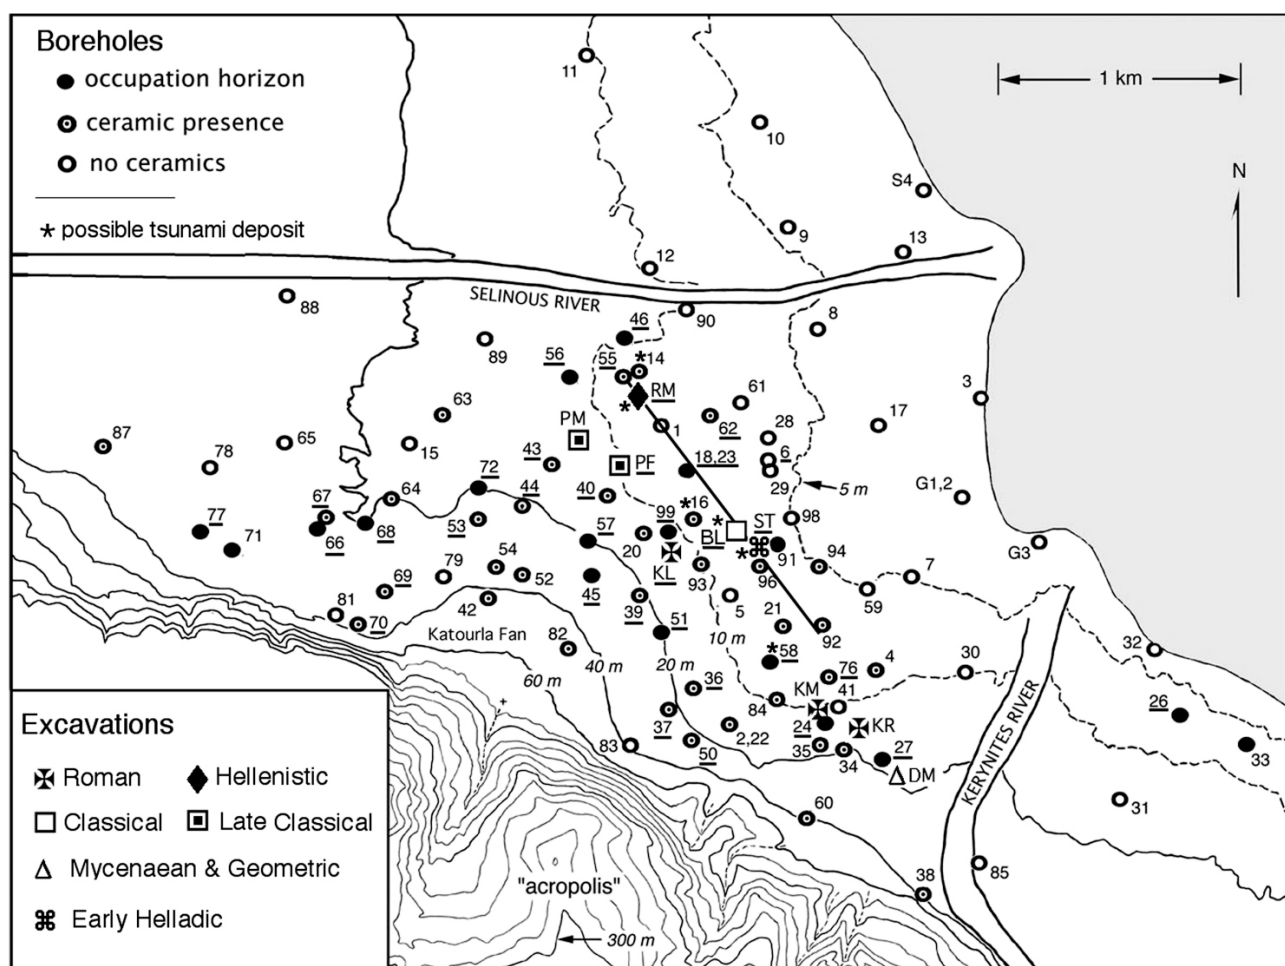 Boreholes
occupation horizon
ceramic presence
no ceramics
* possible tsunami deposit
1 km
N
11
10
S4
9
13
12
SELINOUS RIVER
88
90
8
46
89
56
55
*14
3
RM
*
61
63
PM
1
62
28
17
87
65
15
43
PF
18,23
6
78
72
29
5 m
G1,2
67
64
44
40
*16
98
77
71
66
68
53
57
99
*
ST
BL
*
91
G3
20
54
79
52
KL
93
96
94
7
69
45
59
81
42
39
5
70
21
92
Katourla Fan
82
51
10 m
*
58
32
40 m
20 m
76
4
30
60 m
36
KM
41
26
84
KR
37
2,22
24
83
50
35
34
27
33
DM
KERYNITES RIVER
31
60
38
85
"acropolis"
300 m
Excavations
Roman
Hellenistic
Classical
Late Classical
Mycenaean & Geometric
Early Helladic